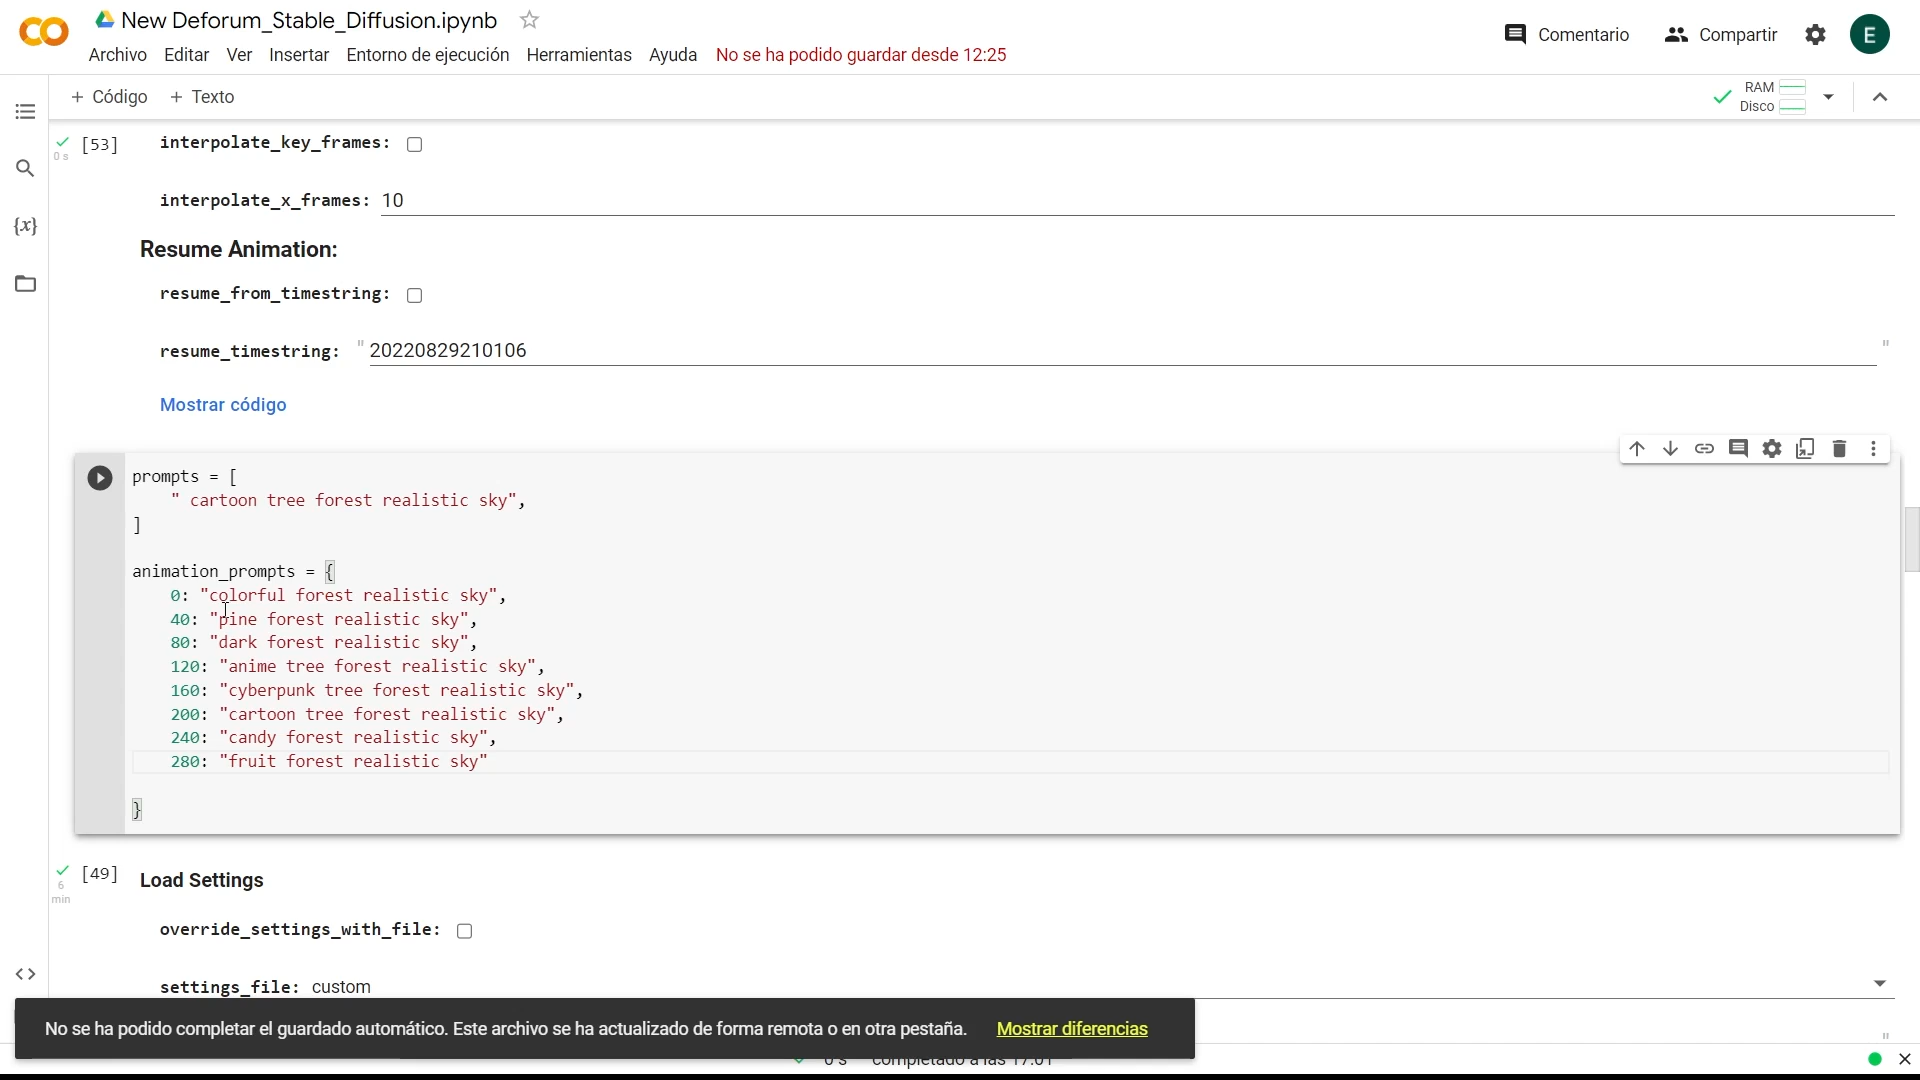 New Deforum_Stable_Diffusion.ipynb
Archivo Editar Ver Insertar Entorno de ejecución Herramientas Ayuda No se ha podido guardar desde 12:25
Comentario Compartir E
+ Código + Texto
RAM
Disco
[53] interpolate_key_frames:
0 s
interpolate_x_frames: 10
Resume Animation:
resume_from_timestring:
resume_timestring: "20220829210106"
Mostrar código
prompts = [
" cartoon tree forest realistic sky",
]
animation_prompts = {
0: "colorful forest realistic sky",
40: "pine forest realistic sky",
80: "dark forest realistic sky",
120: "anime tree forest realistic sky",
160: "cyberpunk tree forest realistic sky",
200: "cartoon tree forest realistic sky",
240: "candy forest realistic sky",
280: "fruit forest realistic sky"
}
[49] Load Settings
6
min
override_settings_with_file:
settings_file: custom
No se ha podido completar el guardado automático. Este archivo se ha actualizado de forma remota o en otra pestaña. Mostrar diferencias
"
0 s completado a las 17:01